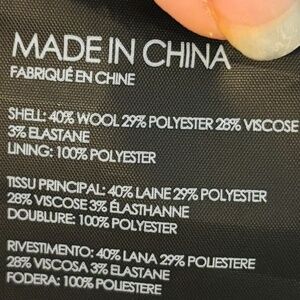 MADE IN CHINA
FABRIQUÉ EN CHINE
SHELL: 40% WOOL 29% POLYESTER 28% VISCOSE
3% ELASTANE
LINING: 100% POLYESTER
TISSU PRINCIPAL: 40% LAINE 29% POLYESTER
28% VISCOSE 3% ÉLASTHANNE
DOUBLURE: 100% POLYESTER
RIVESTIMENTO: 40% LANA 29% POLIESTERE
28% VISCOSA 3% ELASTANE
FODERA: 100% POLIESTERE